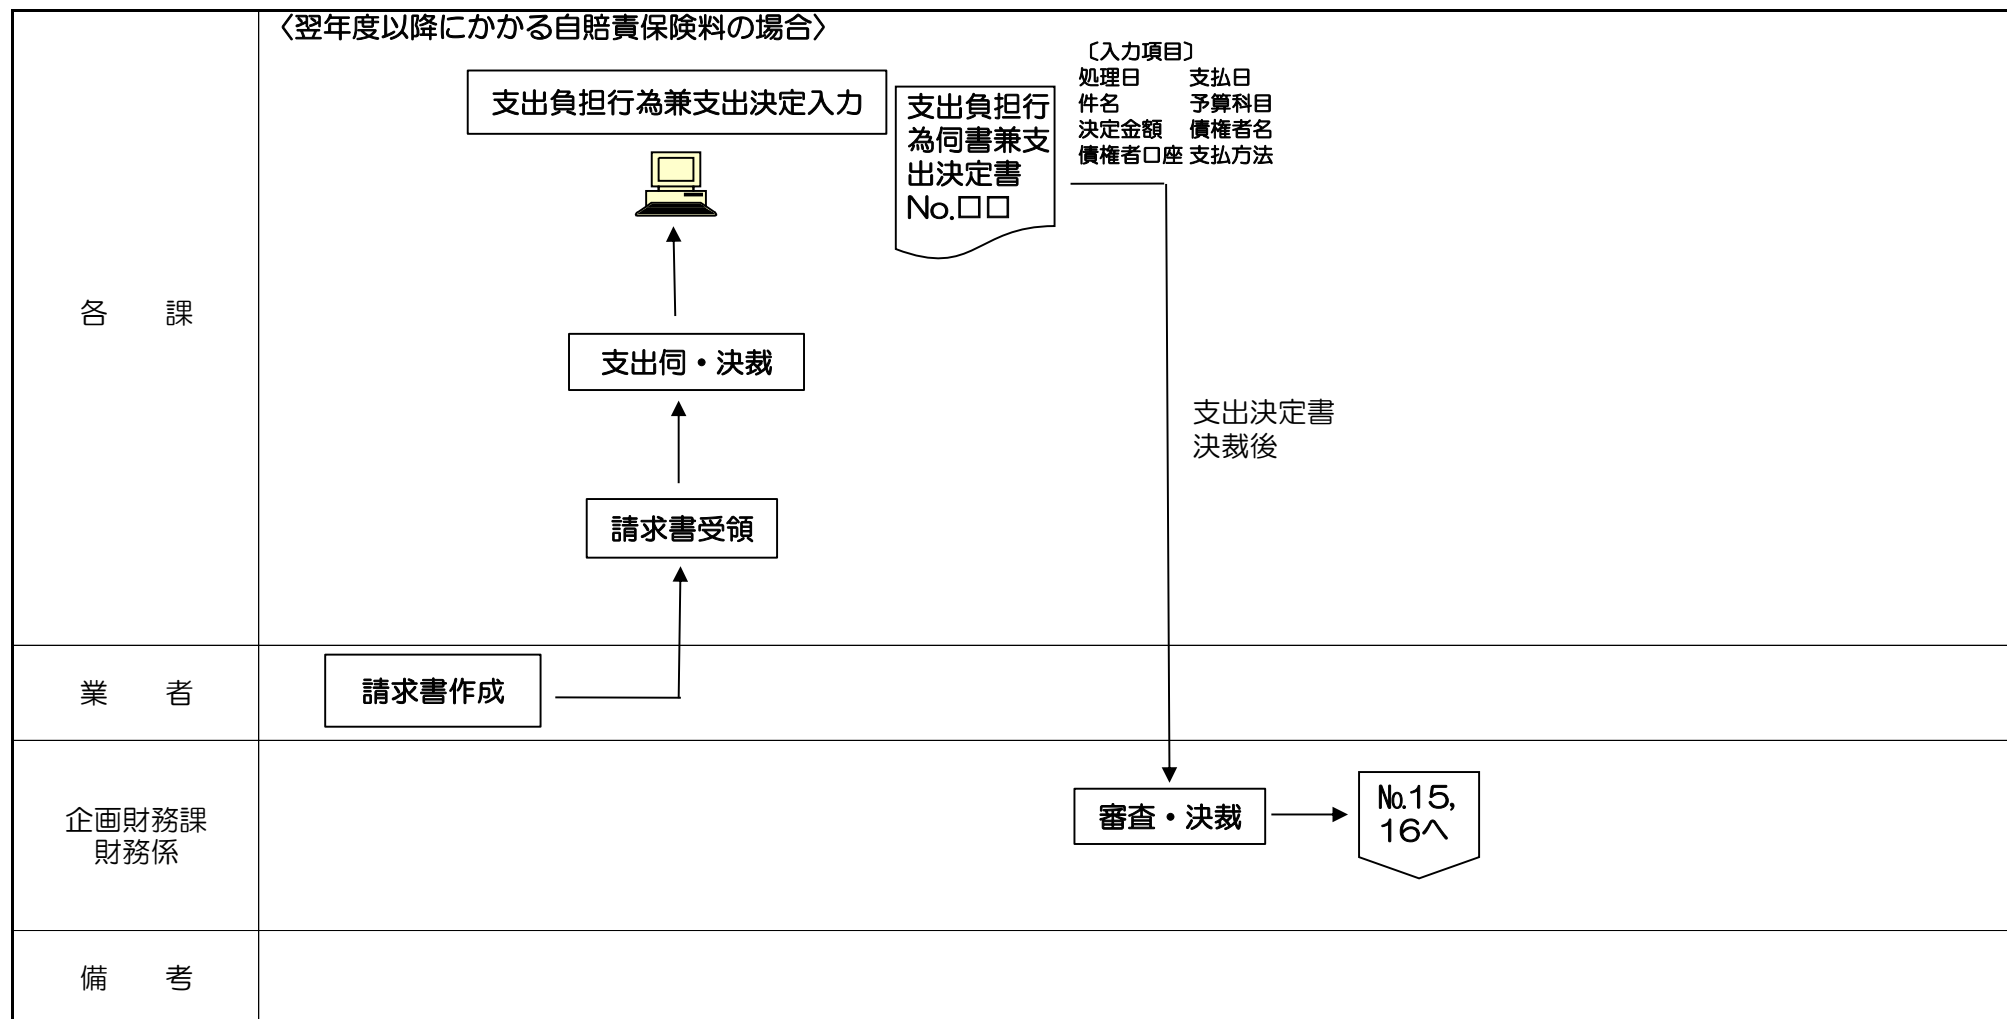 〈翌年度以降にかかる自賠責保険料の場合〉
〔入力項目〕
処理日 支払日
件名 予算科目
決定金額 債権者名
債権者口座 支払方法
支出負担行為兼支出決定入力
支出負担行
為伺書兼支
出決定書
No.□□
各 課
支出伺・決裁
支出決定書
決裁後
請求書受領
業 者
請求書作成
企画財務課
財務係
審査・決裁
№15,
16へ
備 考